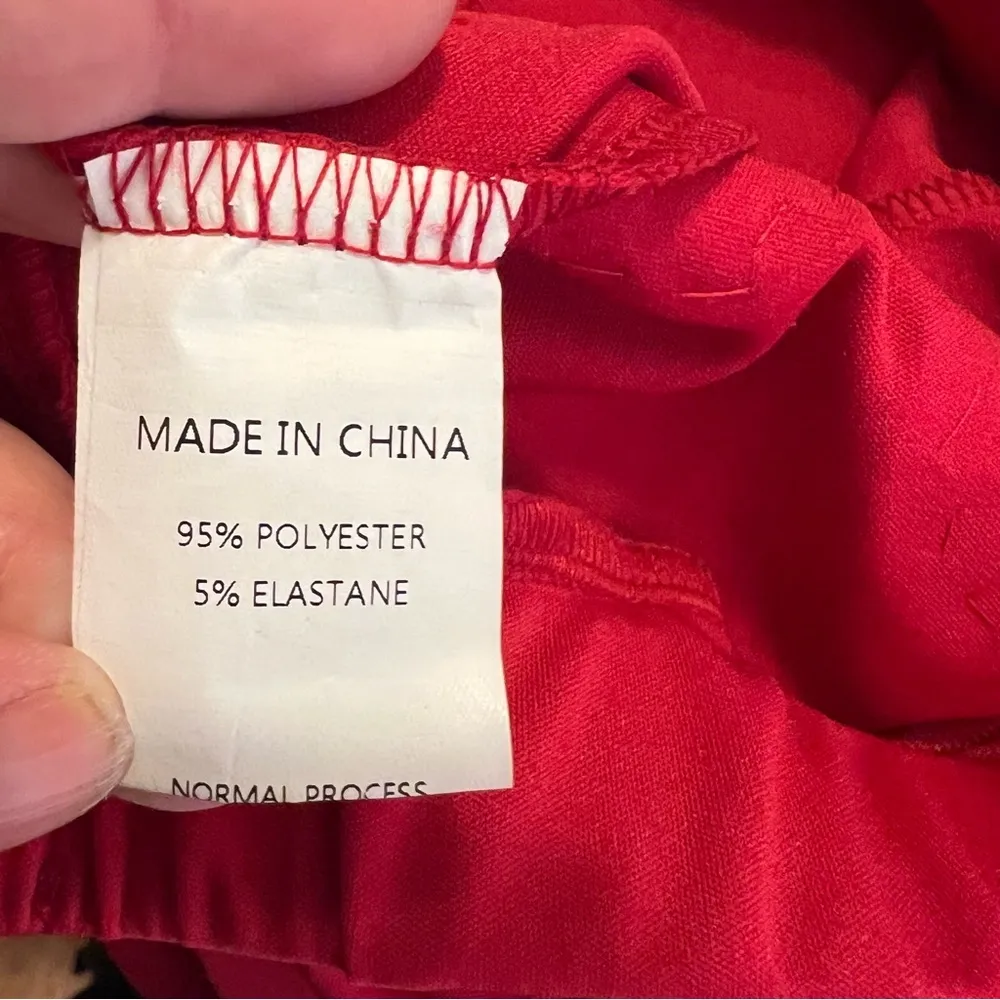 MADE IN CHINA
95% POLYESTER
5% ELASTANE
NORMAL PROCESS